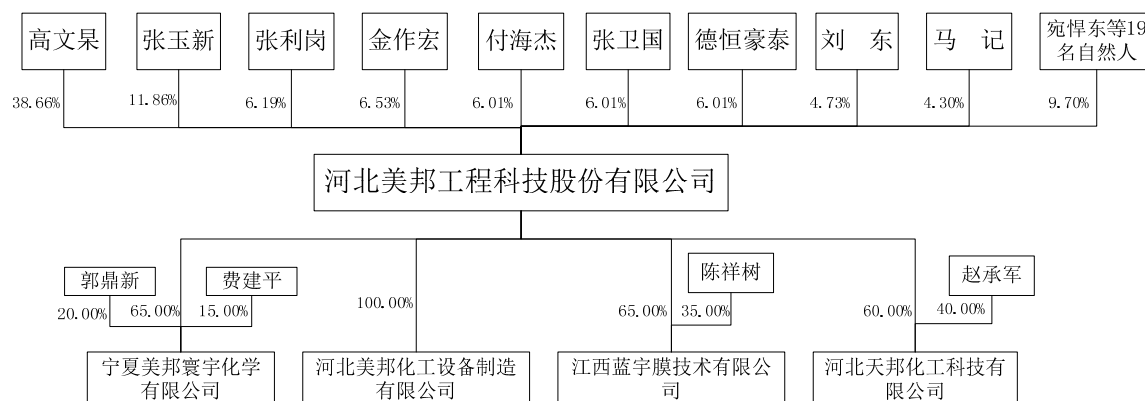 高文杲
张玉新
张利岗
金作宏
付海杰
张卫国
德恒豪泰
刘 东
马 记
宛悍东等19
名自然人
38.66%
11.86%
6.19%
6.53%
6.01%
6.01%
6.01%
4.73%
4.30%
9.70%
河北美邦工程科技股份有限公司
郭鼎新
费建平
陈祥树
赵承军
20.00%
65.00%
15.00%
100.00%
65.00%
35.00%
60.00%
40.00%
宁夏美邦寰宇化学
有限公司
河北美邦化工设备制造
有限公司
江西蓝宇膜技术有限公
司
河北天邦化工科技有
限公司